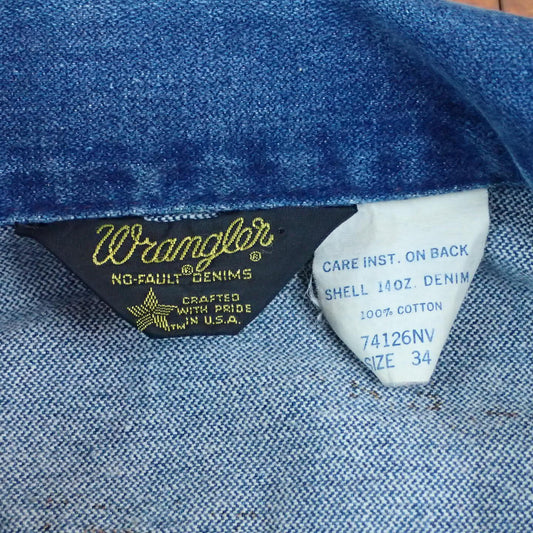 Wrangler®
NO-FAULT® DENIMS
CRAFTED
WITH PRIDE
TM IN U.S.A.
CARE INST. ON BACK
SHELL 14OZ. DENIM
100% COTTON
74126NV
SIZE 34